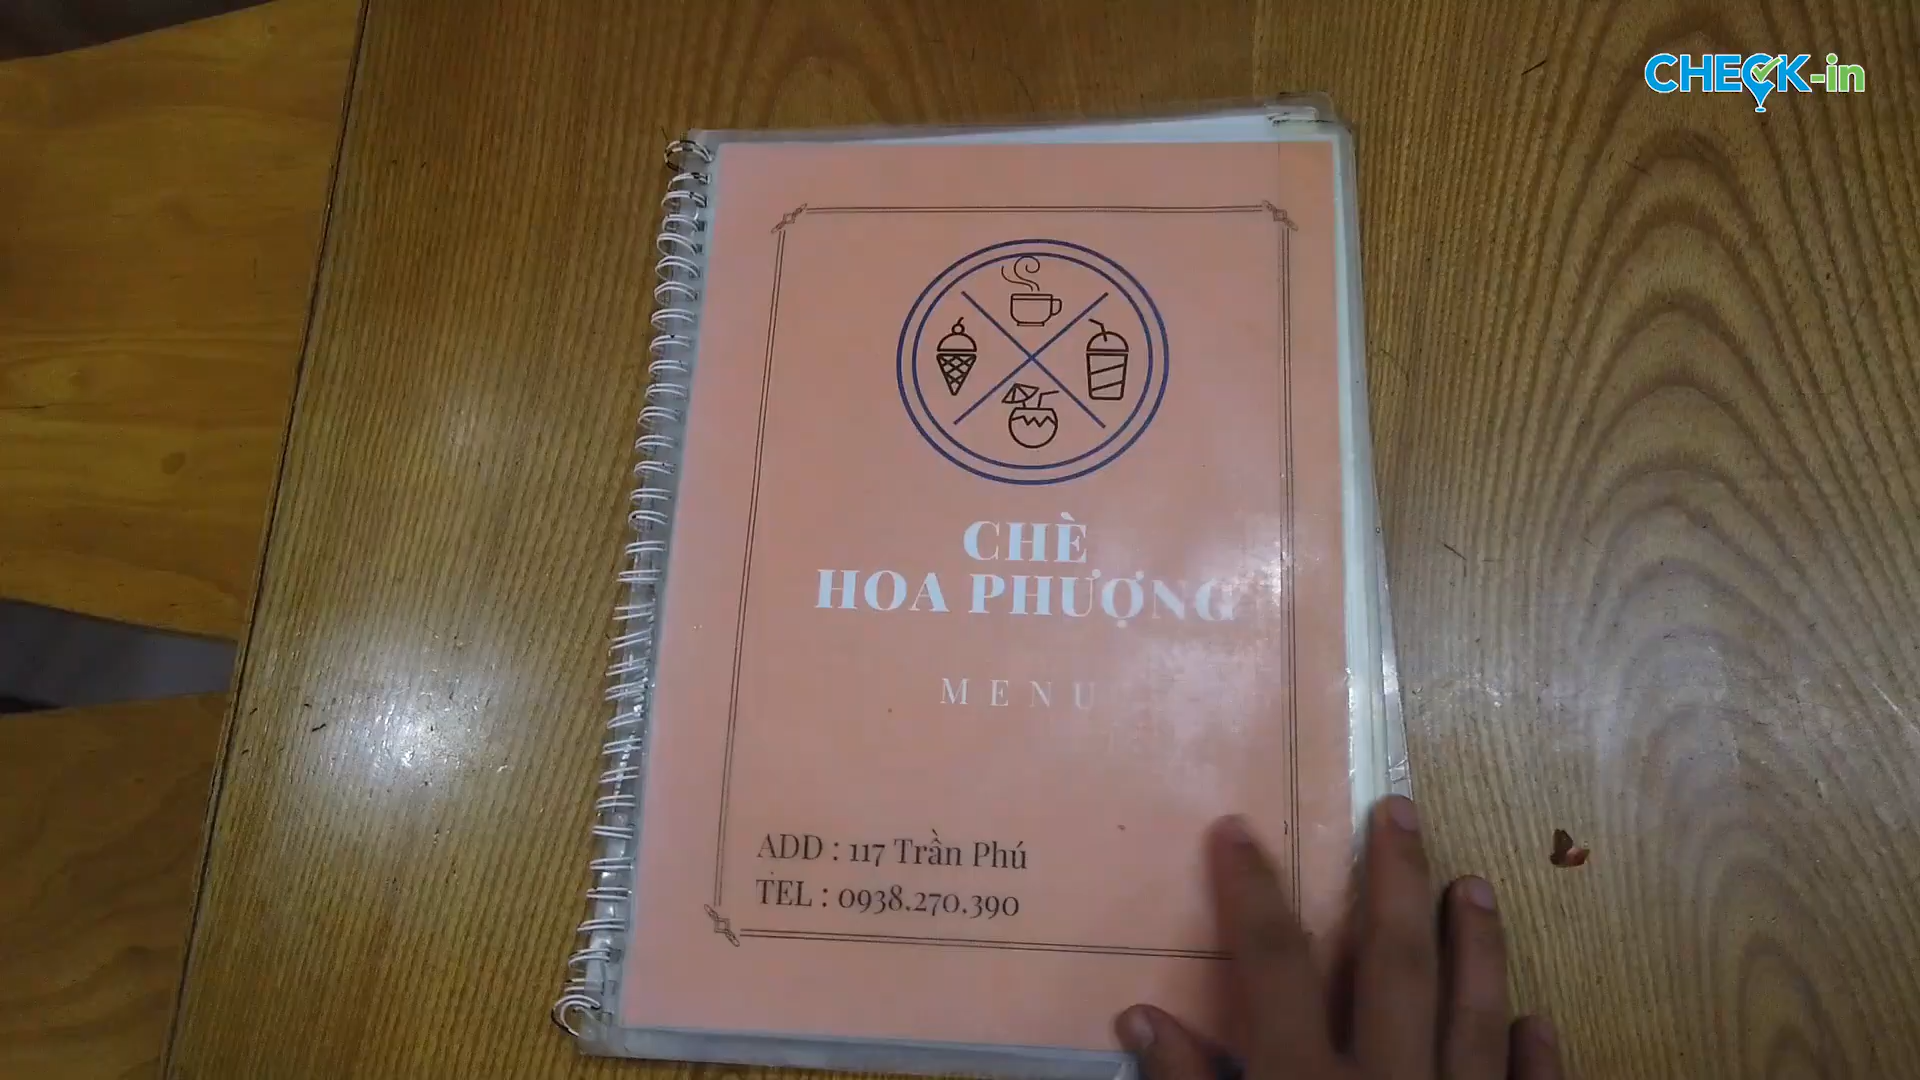 CHECK-in
CHÈ
HOA PHƯỢNG
MENU
ADD : 117 Trần Phú
TEL : 0938.270.390